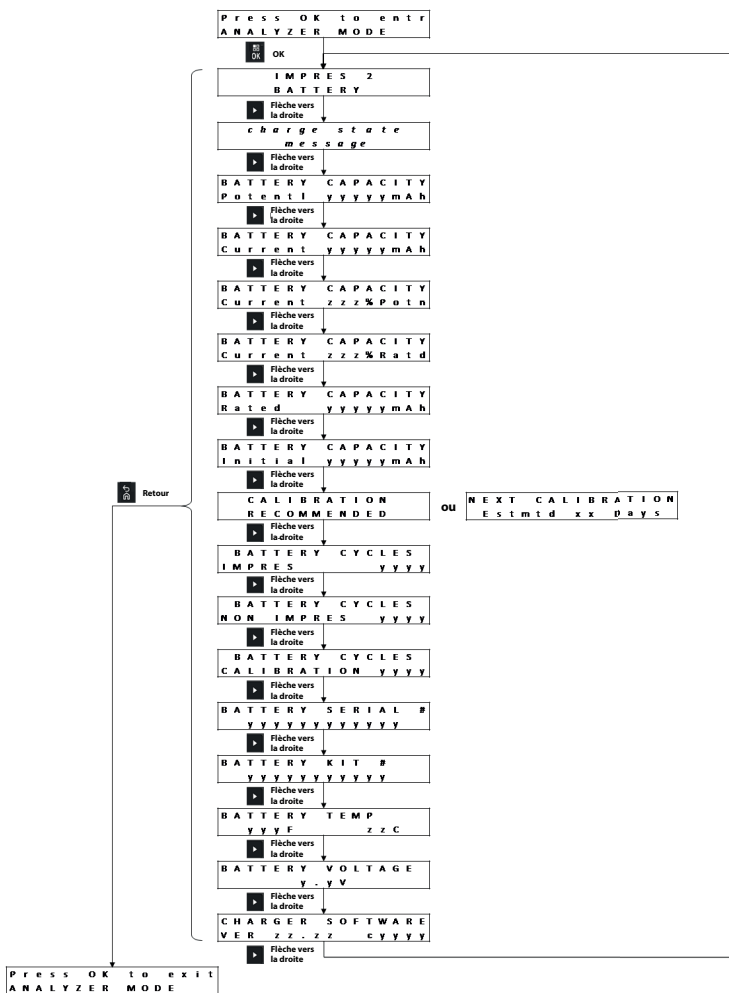 Press OK to entr
ANALYZER MODE
OK
OK
IMPRES 2
BATTERY
Flèche vers
la droite
charge state
message
Flèche vers
la droite
BATTERY CAPACITY
Potentl yyyyymAh
Flèche vers
la droite
BATTERY CAPACITY
Current yyyyymAh
Flèche vers
la droite
BATTERY CAPACITY
Current zzz%Potn
Flèche vers
la droite
BATTERY CAPACITY
Current zzz%Ratd
Flèche vers
la droite
BATTERY CAPACITY
Rated yyyyymAh
Flèche vers
la droite
BATTERY CAPACITY
Initial yyyyymAh
Flèche vers
la droite
Retour
CALIBRATION
RECOMMENDED
ou
NEXT CALIBRATION
Estmtd xx Days
Flèche vers
la droite
BATTERY CYCLES
IMPRES yyyy
Flèche vers
la droite
BATTERY CYCLES
NON IMPRES yyyy
Flèche vers
la droite
BATTERY CYCLES
CALIBRATION yyyy
Flèche vers
la droite
BATTERY SERIAL #
yyyyyyyyyyyy
Flèche vers
la droite
BATTERY KIT #
yyyyyyyyyyy
Flèche vers
la droite
BATTERY TEMP
yyyF zzC
Flèche vers
la droite
BATTERY VOLTAGE
y.yV
Flèche vers
la droite
CHARGER SOFTWARE
VER zz.zz cyyyy
Flèche vers
la droite
Press OK to exit
ANALYZER MODE